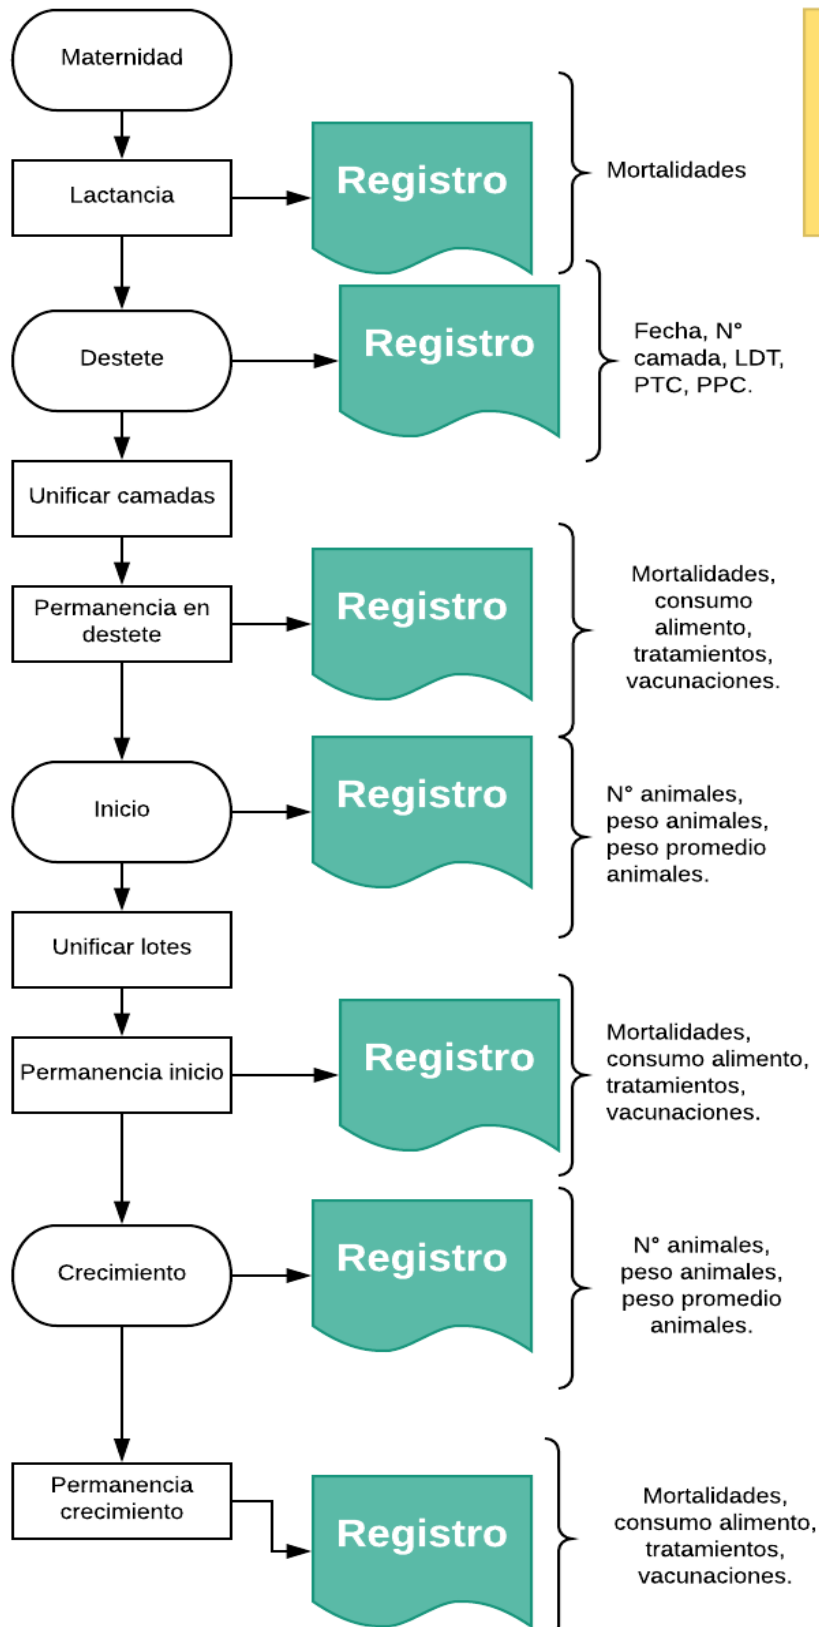 Maternidad
Lactancia
Registro
Mortalidades
Destete
Registro
Fecha, N°
camada, LDT,
PTC, PPC.
Unificar camadas
Permanencia en
destete
Registro
Mortalidades,
consumo
alimento,
tratamientos,
vacunaciones.
Inicio
Registro
N° animales,
peso animales,
peso promedio
animales.
Unificar lotes
Permanencia inicio
Registro
Mortalidades,
consumo alimento,
tratamientos,
vacunaciones.
Crecimiento
Registro
N° animales,
peso animales,
peso promedio
animales.
Permanencia
crecimiento
Registro
Mortalidades,
consumo alimento,
tratamientos,
vacunaciones.